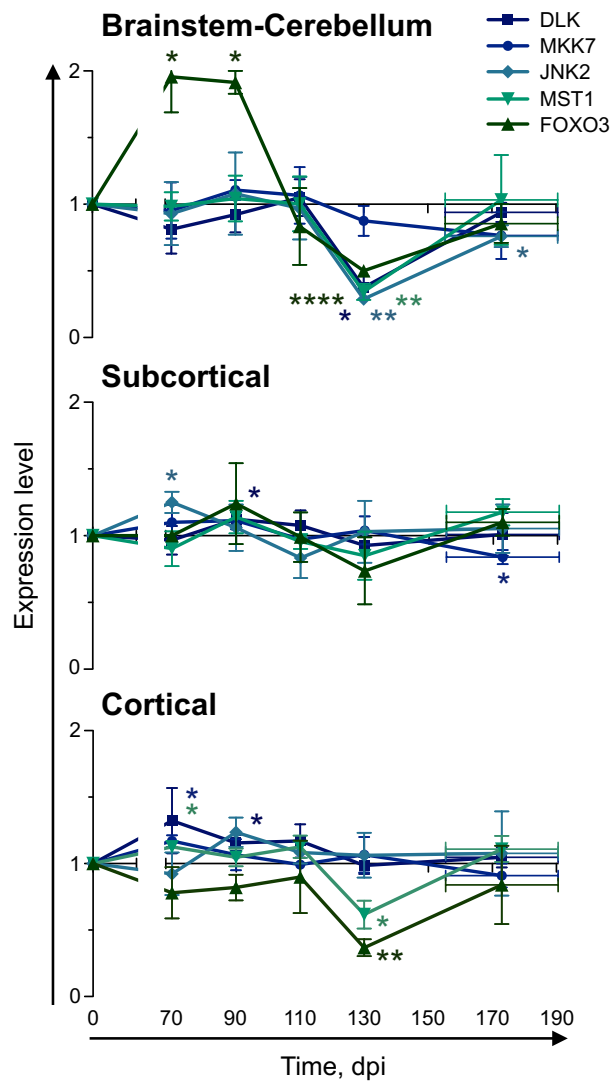 Brainstem-Cerebellum
DLK
MKK7
JNK2
MST1
FOXO3
2
* *
1
**** * ** **
*
0
Subcortical
2
* *
1
*
0
Expression level
Cortical
2
*
* *
1
*
**
0
0 70 90 110 130 150 170 190
Time, dpi